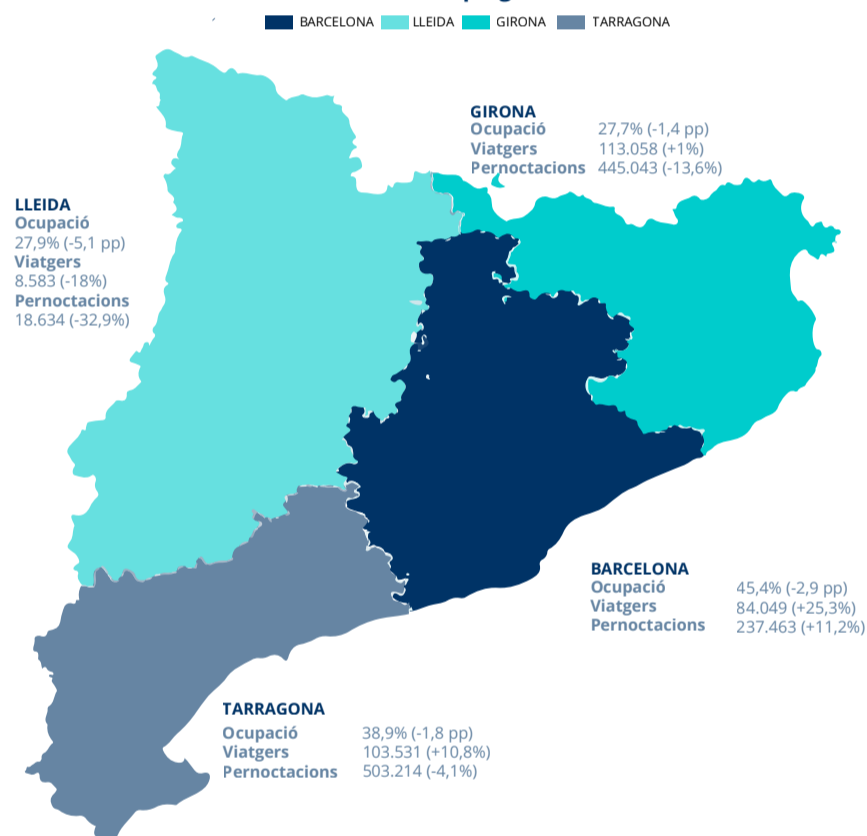 BARCELONA LLEIDA GIRONA TARRAGONA
GIRONA
Ocupació 27,7% (-1,4 pp)
Viatgers 113.058 (+1%)
Pernoctacions 445.043 (-13,6%)
LLEIDA
Ocupació
27,9% (-5,1 pp)
Viatgers
8.583 (-18%)
Pernoctacions
18.634 (-32,9%)
BARCELONA
Ocupació 45,4% (-2,9 pp)
Viatgers 84.049 (+25,3%)
Pernoctacions 237.463 (+11,2%)
TARRAGONA
Ocupació 38,9% (-1,8 pp)
Viatgers 103.531 (+10,8%)
Pernoctacions 503.214 (-4,1%)